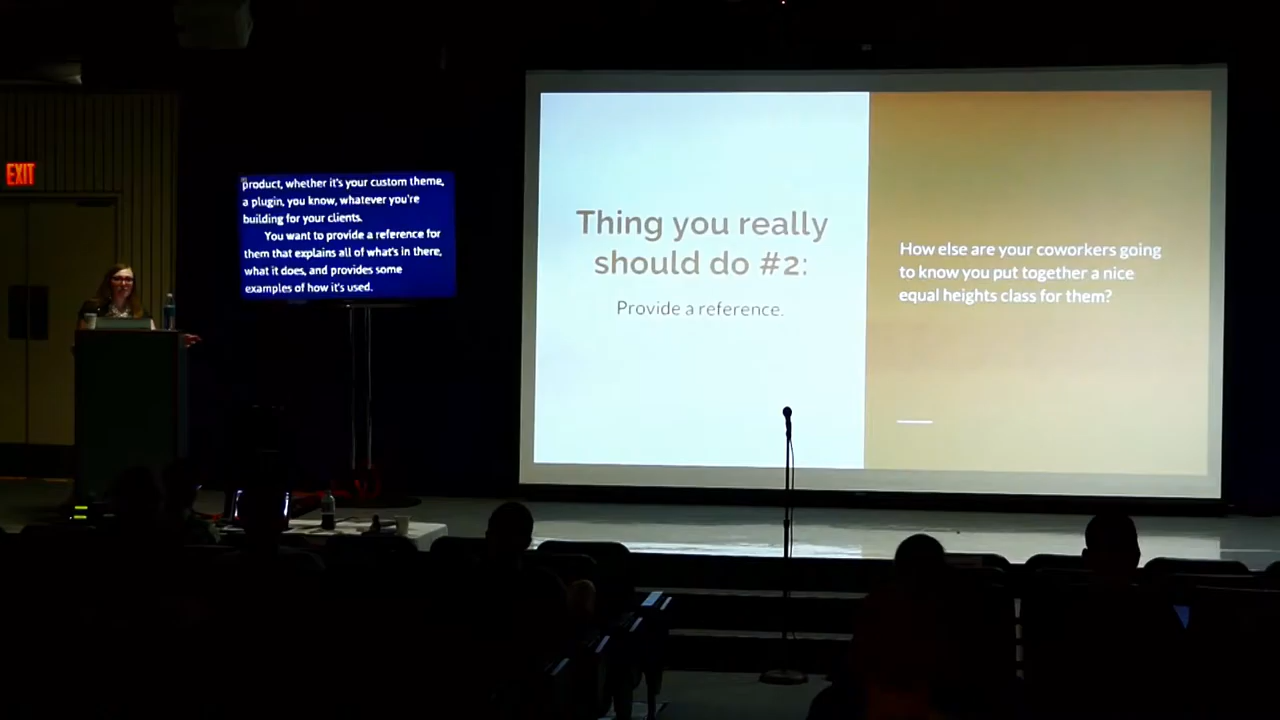 EXIT
product, whether it's your custom theme,
a plugin, you know, whatever you're
building for your clients.
You want to provide a reference for
them that explains all of what's in there,
what it does, and provides some
examples of how it's used.
Thing you really
should do #2:
Provide a reference.
How else are your coworkers going
to know you put together a nice
equal heights class for them?